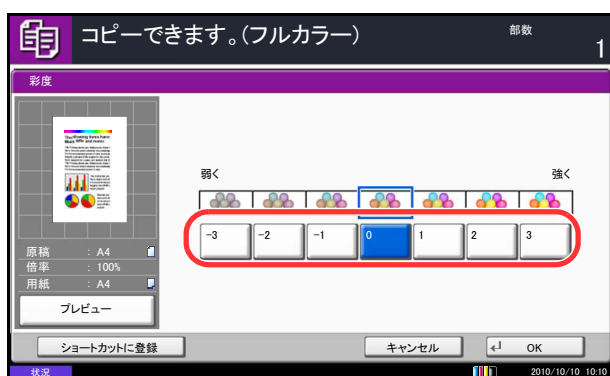 コピーできます。(フルカラー)
部数
1
彩度
弱く
強く
-3
-2
-1
0
1
2
3
原稿 : A4
倍率 : 100%
用紙 : A4
プレビュー
ショートカットに登録
キャンセル
OK
状況
2010/10/10 10:10